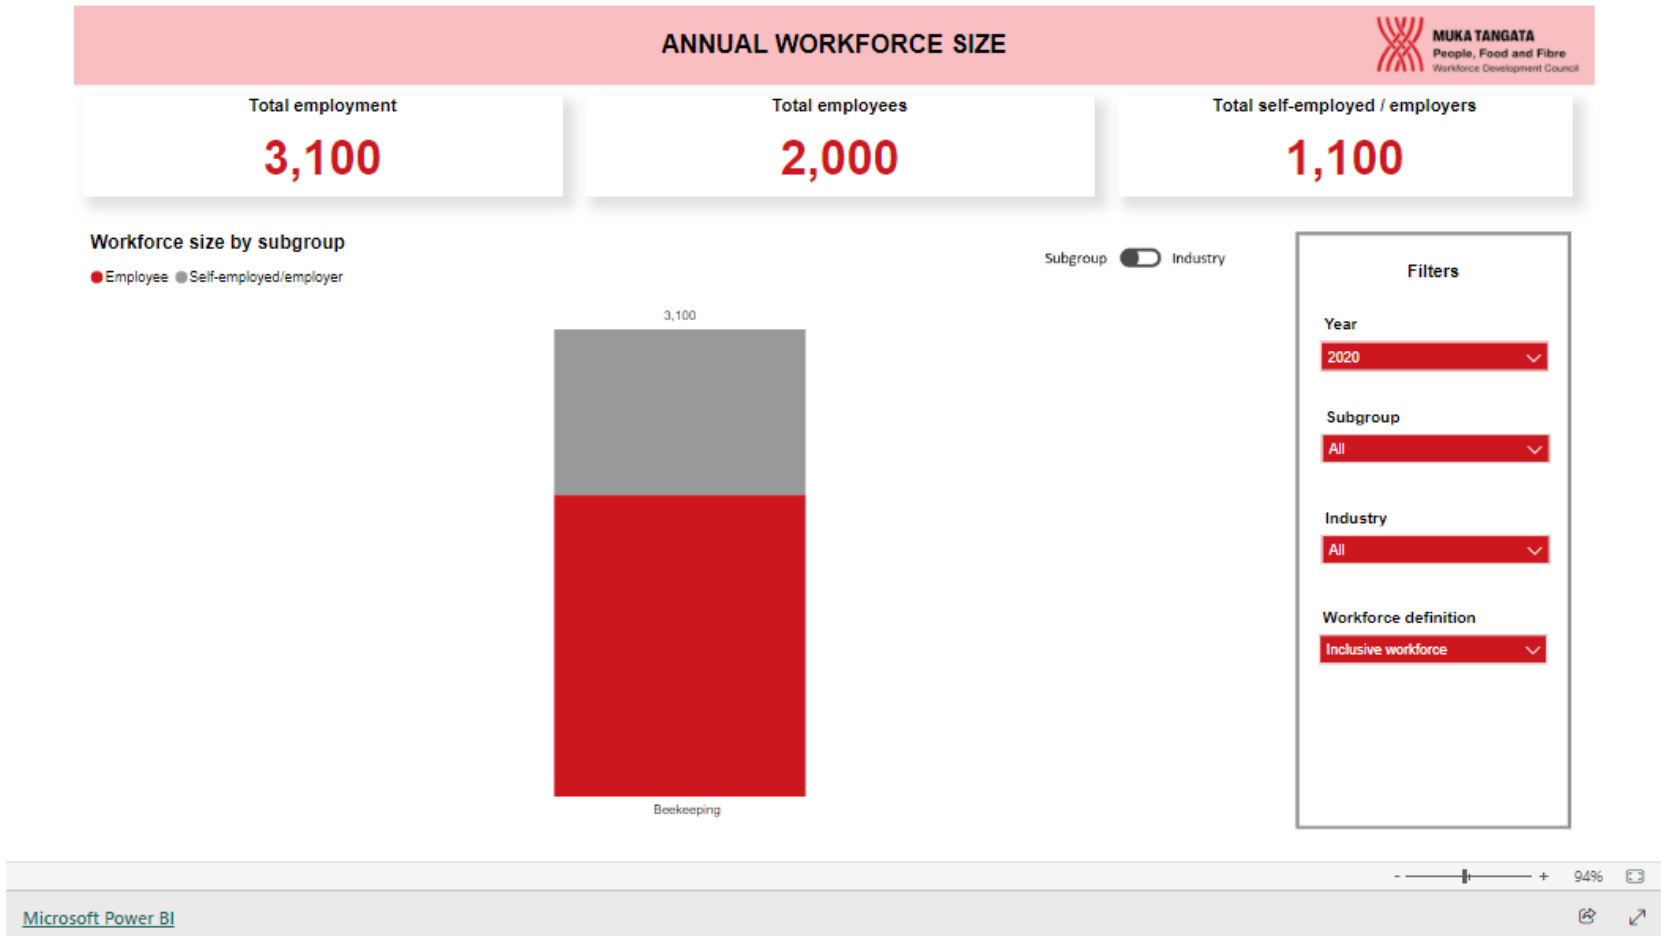 ANNUAL WORKFORCE SIZE
MUKA TANGATA
People, Food and Fibre
Workforce Development Council
Total employment
3,100
Total employees
2,000
Total self-employed / employers
1,100
Workforce size by subgroup
Employee Self-employed/employer
Subgroup Industry
3,100
Beekeeping
Filters
Year
2020
Subgroup
All
Industry
All
Workforce definition
Inclusive workforce
- + 94%
Microsoft Power BI